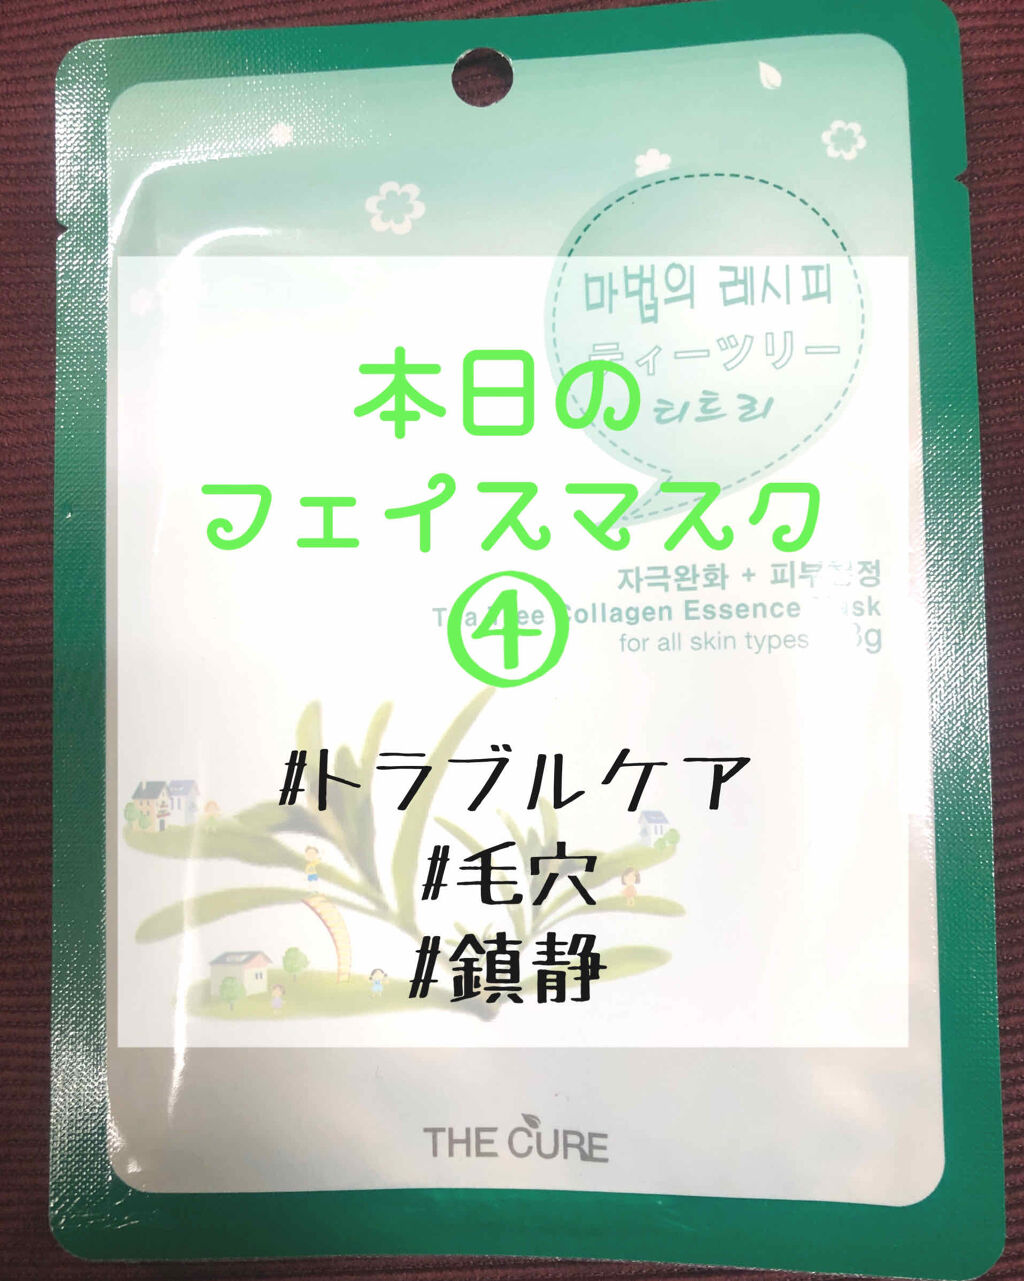 마법의 레시피
ティーツリー
티트리
本日の
フェイスマスク
자극완화 + 피부
④
Collagen Essence
for all skin types
#トラブルケア
#毛穴
#鎮静
THE CURE